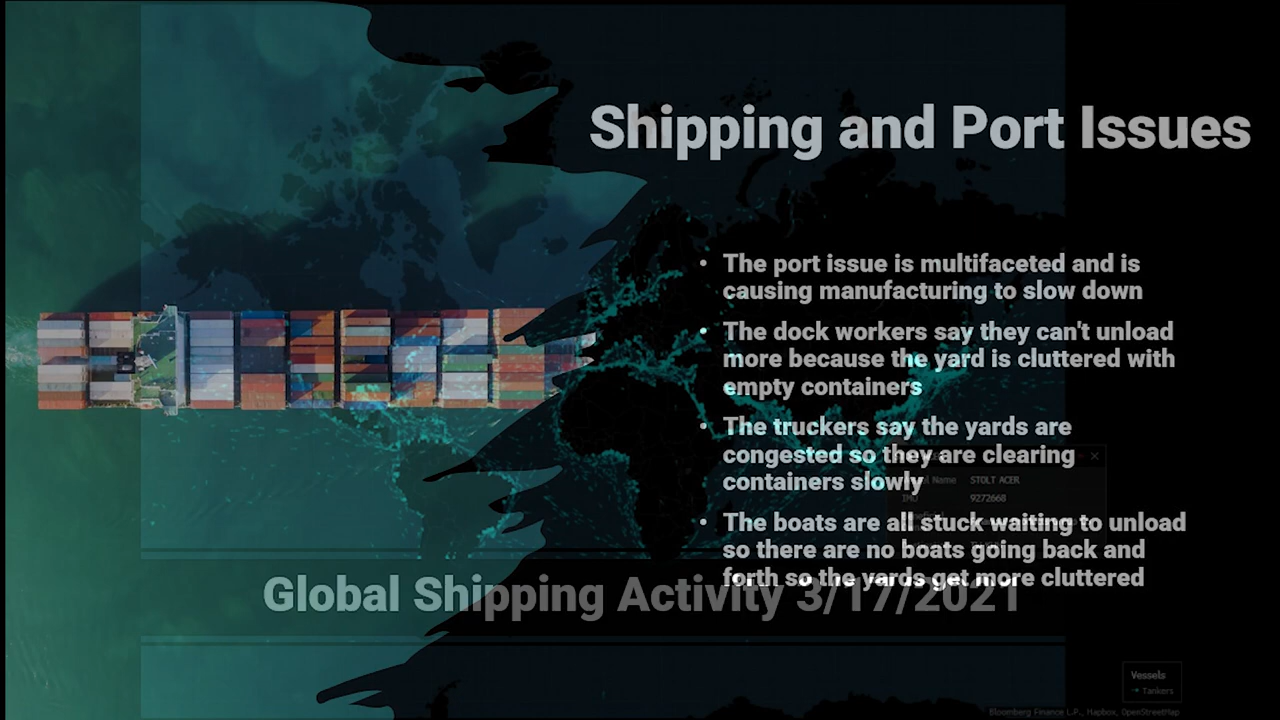 Shipping and Port Issues
• The port issue is multifaceted and is
causing manufacturing to slow down
• The dock workers say they can't unload
more because the yard is cluttered with
empty containers
• The truckers say the yards are
congested so they are clearing
containers slowly
• The boats are all stuck waiting to unload
so there are no boats going back and
forth so the yards get more cluttered
Name STOLT ACER
IMO 9272668
Global Shipping Activity 3/17/2021
Vessels
Tankers
Bloomberg Finance L.P., Mapbox, OpenStreetMap